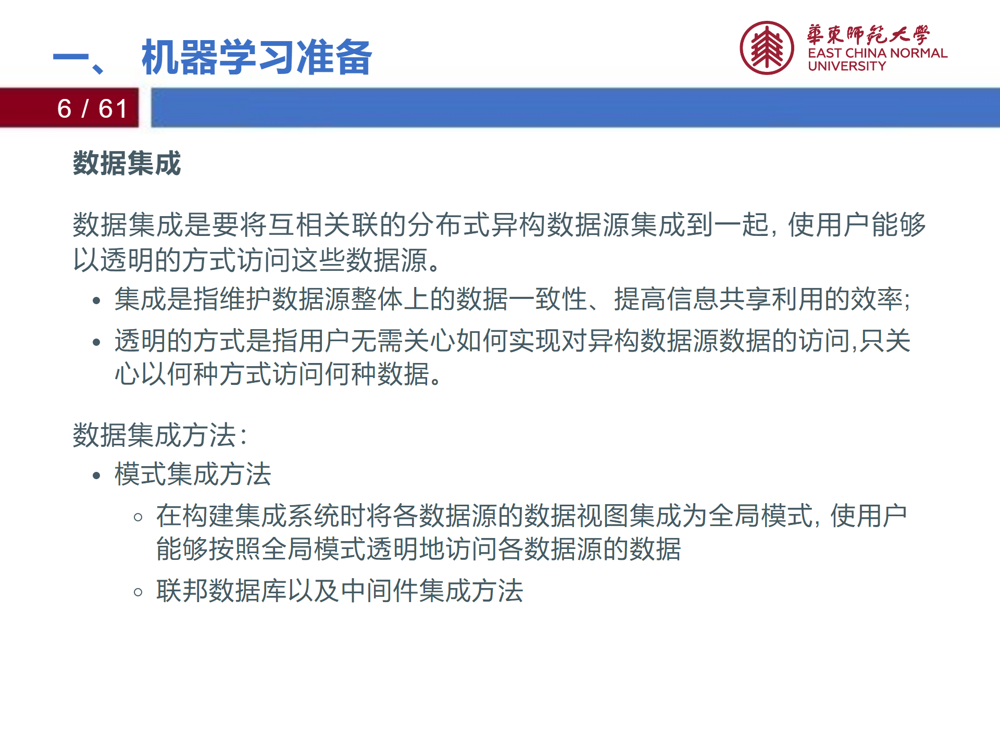 一、 机器学习准备
華東師範大學
EAST CHINA NORMAL
UNIVERSITY
6 / 61
数据集成
数据集成是要将互相关联的分布式异构数据源集成到一起, 使用户能够
以透明的方式访问这些数据源。
• 集成是指维护数据源整体上的数据一致性、提高信息共享利用的效率;
• 透明的方式是指用户无需关心如何实现对异构数据源数据的访问,只关
心以何种方式访问何种数据。
数据集成方法:
• 模式集成方法
◦ 在构建集成系统时将各数据源的数据视图集成为全局模式, 使用户
能够按照全局模式透明地访问各数据源的数据
◦ 联邦数据库以及中间件集成方法